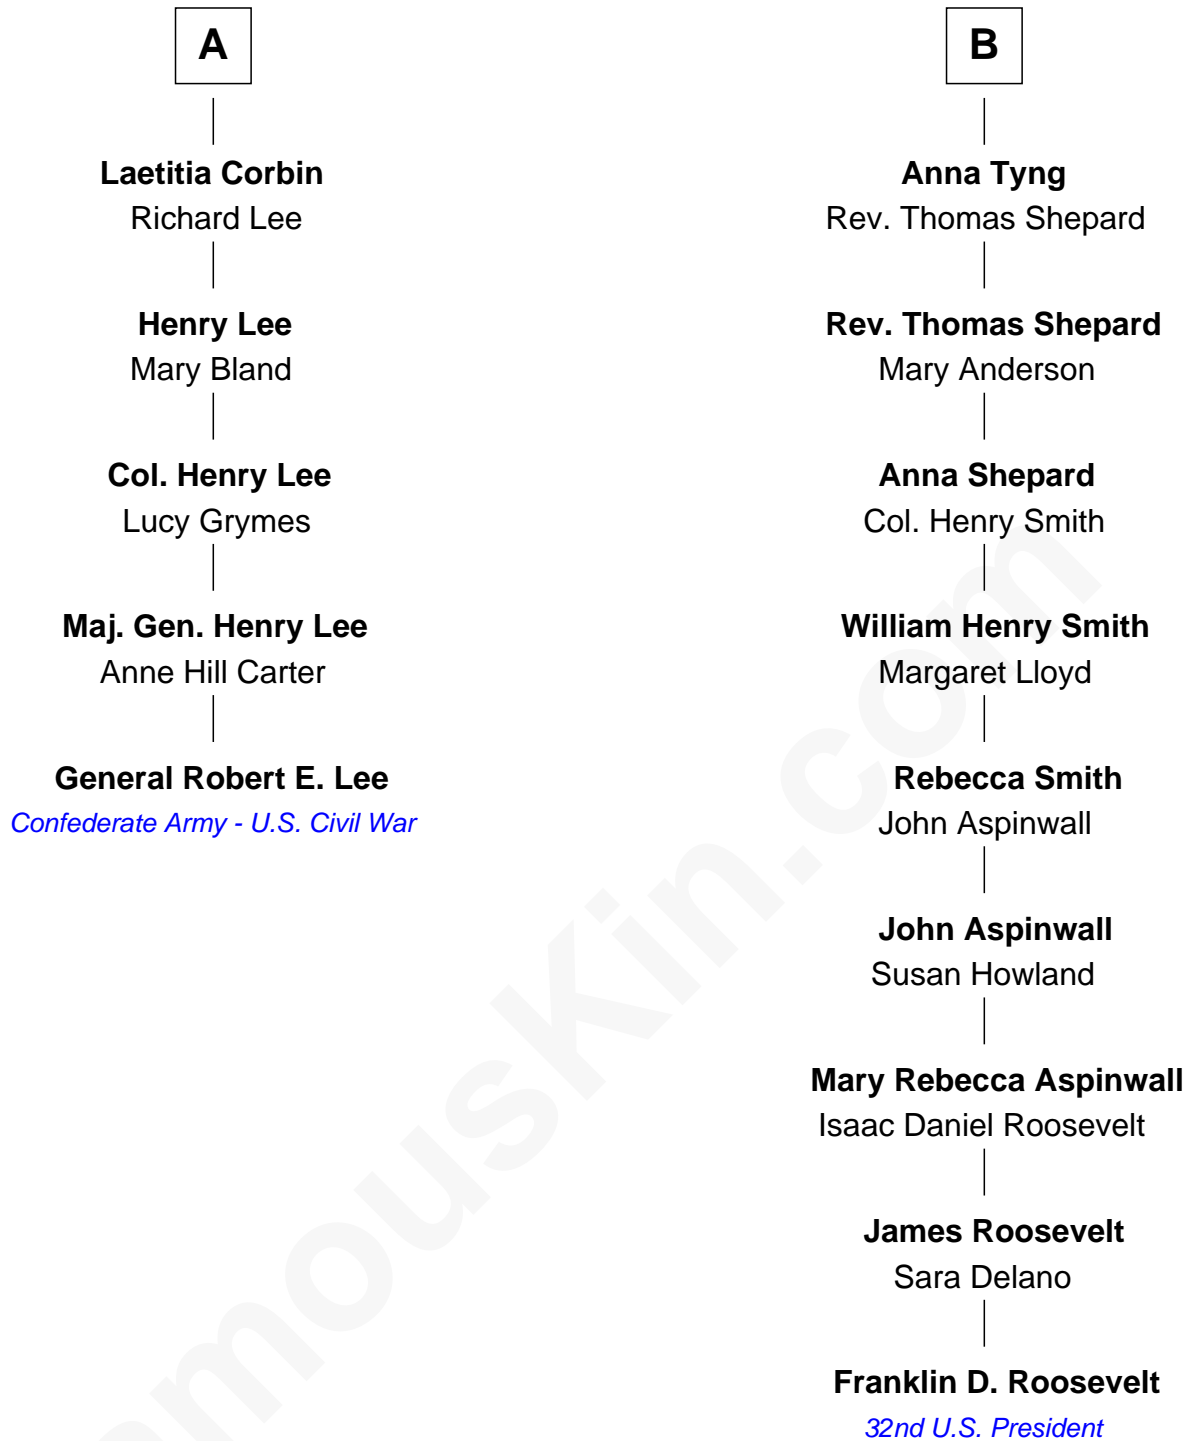 A
Laetitia Corbin
Richard Lee
Henry Lee
Mary Bland
Col. Henry Lee
Lucy Grymes
Maj. Gen. Henry Lee
Anne Hill Carter
General Robert E. Lee
Confederate Army - U.S. Civil War
B
Anna Tyng
Rev. Thomas Shepard
Rev. Thomas Shepard
Mary Anderson
Anna Shepard
Col. Henry Smith
William Henry Smith
Margaret Lloyd
Rebecca Smith
John Aspinwall
John Aspinwall
Susan Howland
Mary Rebecca Aspinwall
Isaac Daniel Roosevelt
James Roosevelt
Sara Delano
Franklin D. Roosevelt
32nd U.S. President
amouskin.com